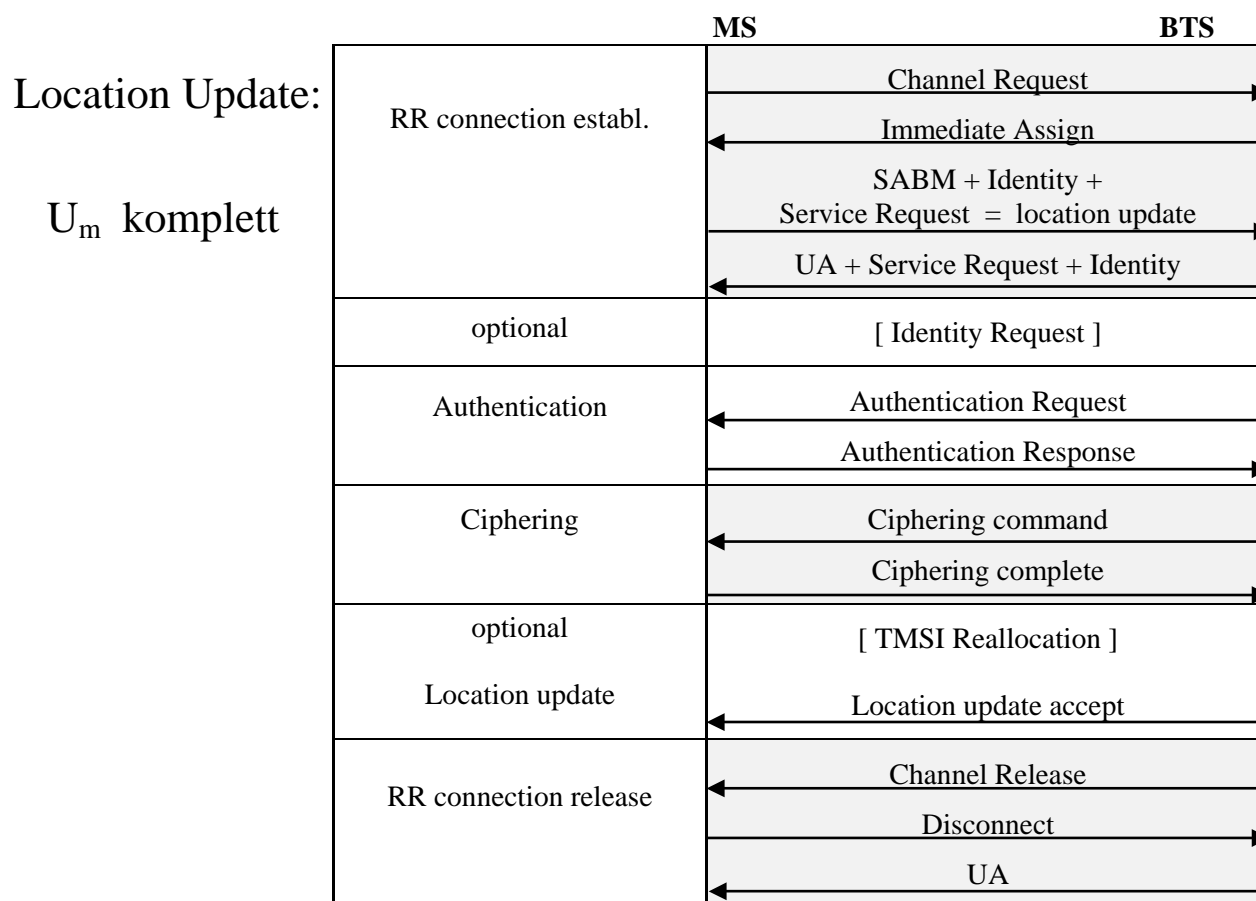 MS BTS
Location Update:
U_m komplett
RR connection establ.
Channel Request
Immediate Assign
SABM + Identity +
Service Request = location update
UA + Service Request + Identity
optional
[ Identity Request ]
Authentication
Authentication Request
Authentication Response
Ciphering
Ciphering command
Ciphering complete
optional
[ TMSI Reallocation ]
Location update
Location update accept
RR connection release
Channel Release
Disconnect
UA